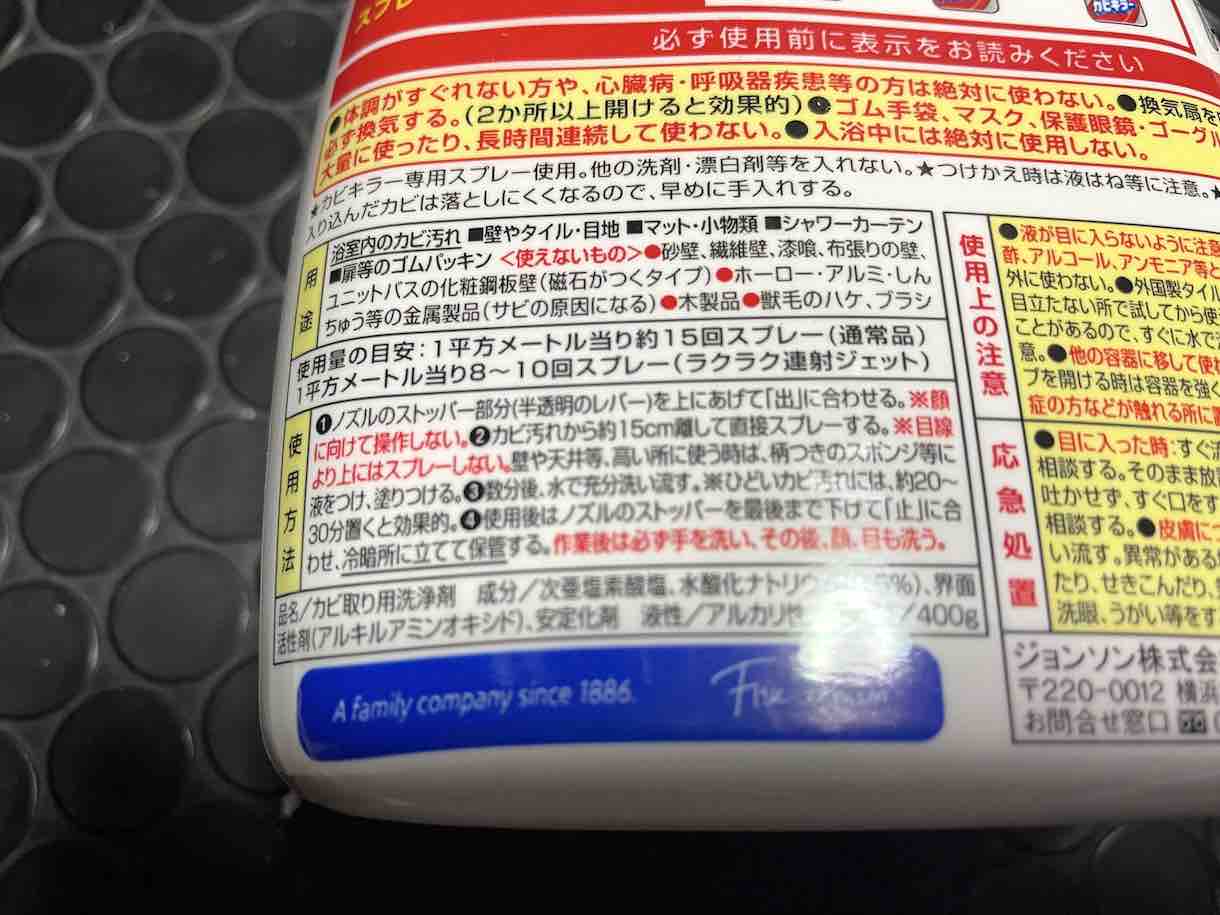 スプレ
カビキラー
必ず使用前に表示をお読みください
●体調がすぐれない方や、心臓病・呼吸器疾患等の方は絶対に使わない。●換気扇を
必ず換気する。(2か所以上開けると効果的)●ゴム手袋、マスク、保護眼鏡・ゴーグル
大量に使ったり、長時間連続して使わない。●入浴中には絶対に使用しない。
★カビキラー専用スプレー使用。他の洗剤・漂白剤等を入れない。★つけかえ時は液はね等に注意。★
入り込んだカビは落としにくくなるので、早めに手入れする。
用途
浴室内のカビ汚れ ■壁やタイル・目地 ■マット・小物類 ■シャワーカーテン
■扉等のゴムパッキン <使えないもの>●砂壁、繊維壁、漆喰、布張りの壁、
ユニットバスの化粧鋼板壁(磁石がつくタイプ)●ホーロー・アルミ・しん
ちゅう等の金属製品(サビの原因になる)●木製品●獣毛のハケ、ブラシ
使用量の目安:1平方メートル当り約15回スプレー(通常品)
1平方メートル当り8〜10回スプレー(ラクラク連射ジェット)
使用方法
❶ノズルのストッパー部分(半透明のレバー)を上にあげて「出」に合わせる。※顔
に向けて操作しない。❷カビ汚れから約15cm離して直接スプレーする。※目線
より上にはスプレーしない。壁や天井等、高い所に使う時は、柄つきのスポンジ等に
液をつけ、塗りつける。❸数分後、水で充分洗い流す。※ひどいカビ汚れには、約20〜
30分置くと効果的。❹使用後はノズルのストッパーを最後まで下げて「止」に合
わせ、冷暗所に立てて保管する。作業後は必ず手を洗い、その後、顔、目も洗う。
品名/カビ取り用洗浄剤 成分/次亜塩素酸塩、水酸化ナトリウ %)、界面
活性剤(アルキルアミンオキシド)、安定化剤 液性/アルカリ性 /400g
A family company since 1886.
使用上の注意
●液が目に入らないように注意
酢、アルコール、アンモニア等と
外に使わない。●外国製タイル
目立たない所で試してから使
ことがあるので、すぐに水で
意。●他の容器に移して使わ
プを開ける時は容器を強く
症の方などが触れる所に置
応急処置
●目に入った時:すぐ流
相談する。そのまま放
吐かせず、すぐ口をす
相談する。●皮膚につ
い流す。異常がある
たり、せきこんだり、
洗眼、うがい等をす
ジョンソン株式会
〒220-0012 横浜
お問合せ窓口